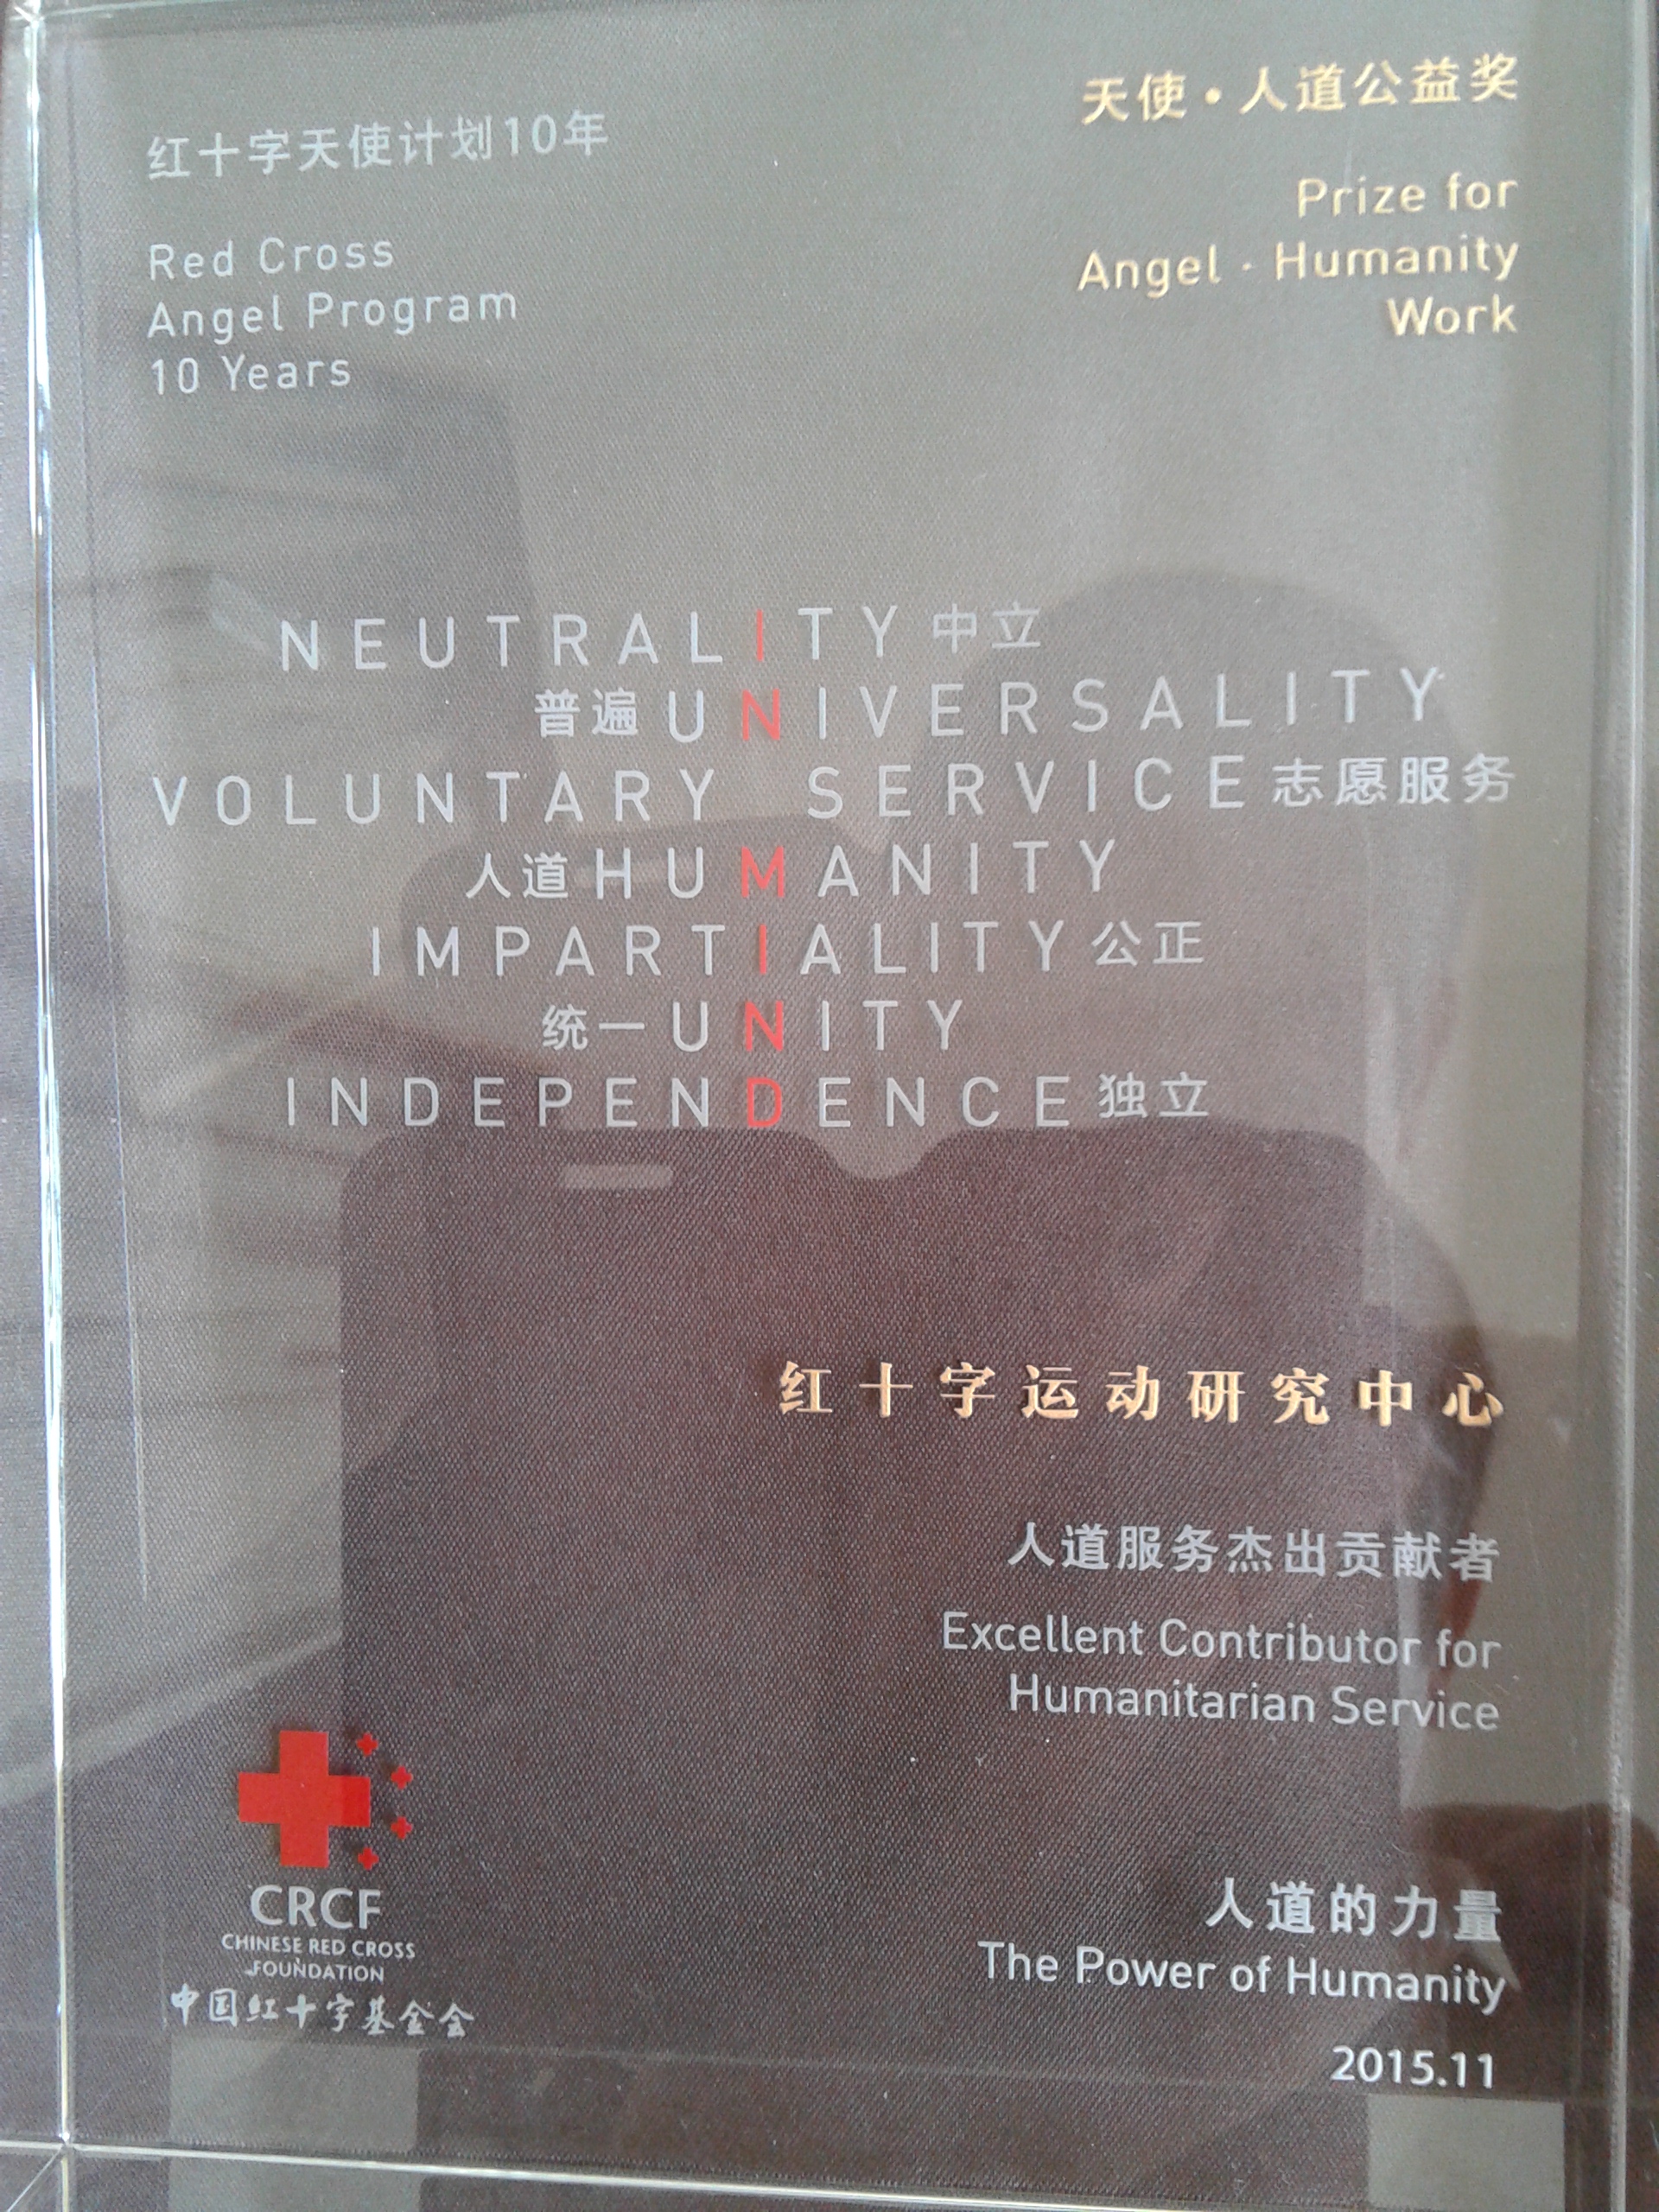 红十字天使计划10年
Red Cross
Angel Program
10 Years
天使·人道公益奖
Prize for
Angel · Humanity
Work
NEUTRALITY 中立
普遍 UNIVERSALITY
VOLUNTARY SERVICE 志愿服务
人道 HUMANITY
IMPARTIALITY 公正
统一 UNITY
INDEPENDENCE 独立
红十字运动研究中心
人道服务杰出贡献者
Excellent Contributor for
Humanitarian Service
CRCF
CHINESE RED CROSS
FOUNDATION
中国红十字基金会
人道的力量
The Power of Humanity
2015.11